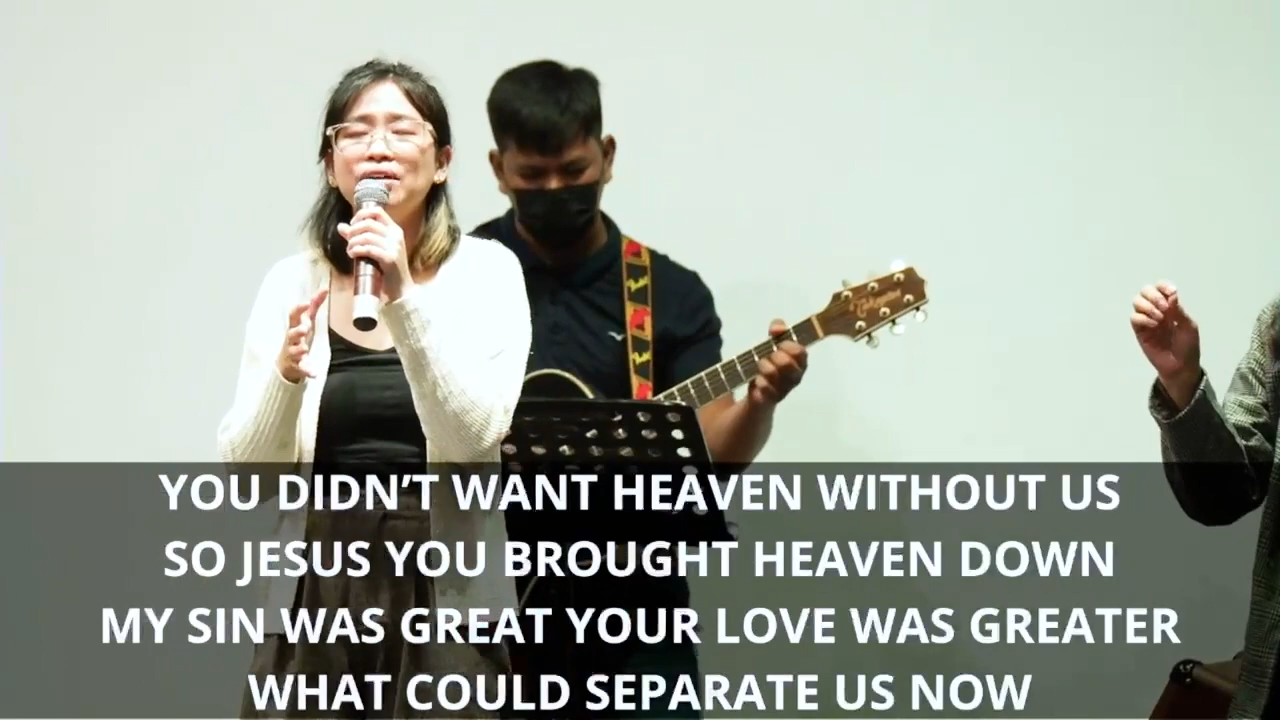 YOU DIDN’T WANT HEAVEN WITHOUT US
SO JESUS YOU BROUGHT HEAVEN DOWN
MY SIN WAS GREAT YOUR LOVE WAS GREATER
WHAT COULD SEPARATE US NOW